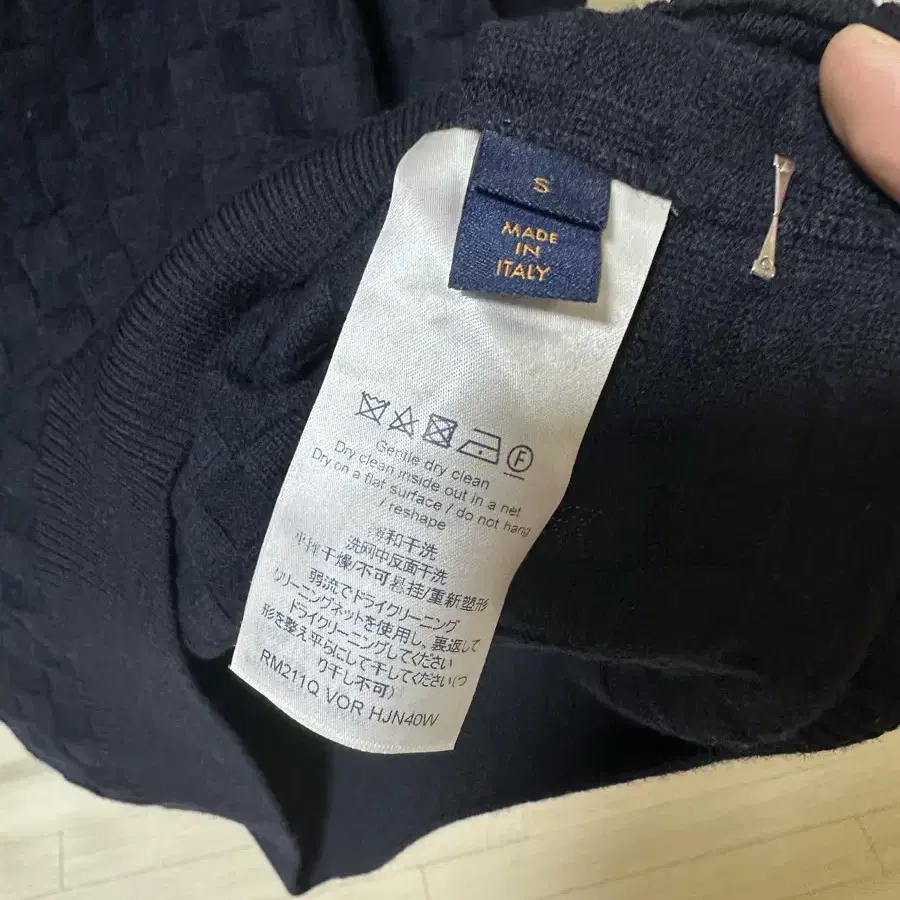 S
MADE
IN
ITALY
F
Gentle dry clean
Dry clean inside out in a net
Dry on a flat surface / do not hang
/ reshape
和干洗
洗网中反面干洗
干燥/不可悬挂/重新塑形
弱流でドライクリーニング
クリーニングネットを使用し、裏返して
ドライクリーニングしてください
形を整え平らにして干してください(つ
り干し不可)
RM211Q VOR HJN40W